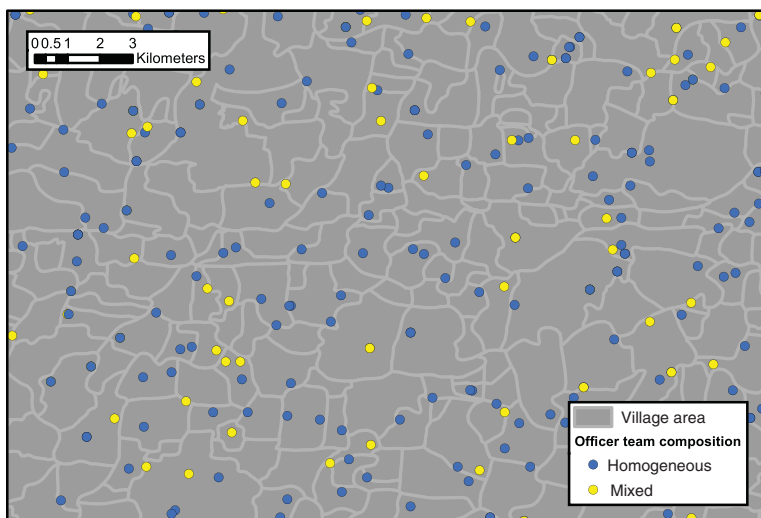 0 0.5 1 2 3
Kilometers
Village area
Officer team composition
Homogeneous
Mixed